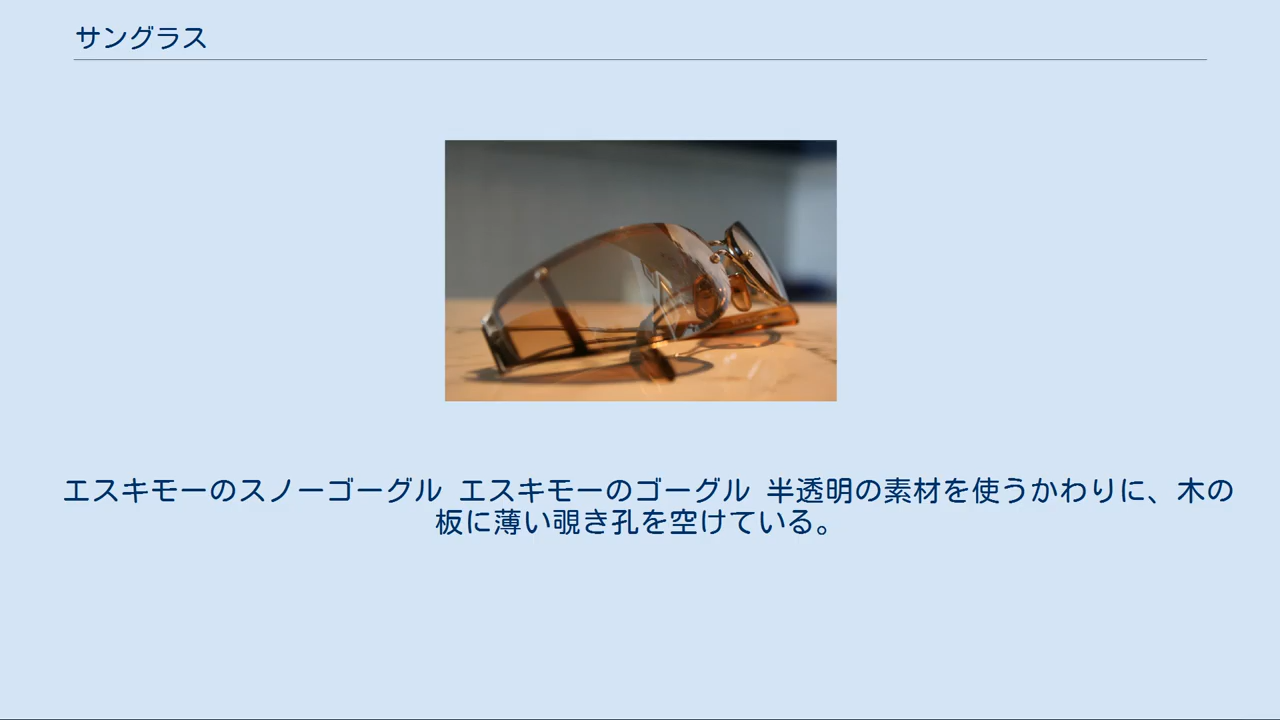 サングラス
エスキモーのスノーゴーグル エスキモーのゴーグル 半透明の素材を使うかわりに、木の
板に薄い覗き孔を空けている。